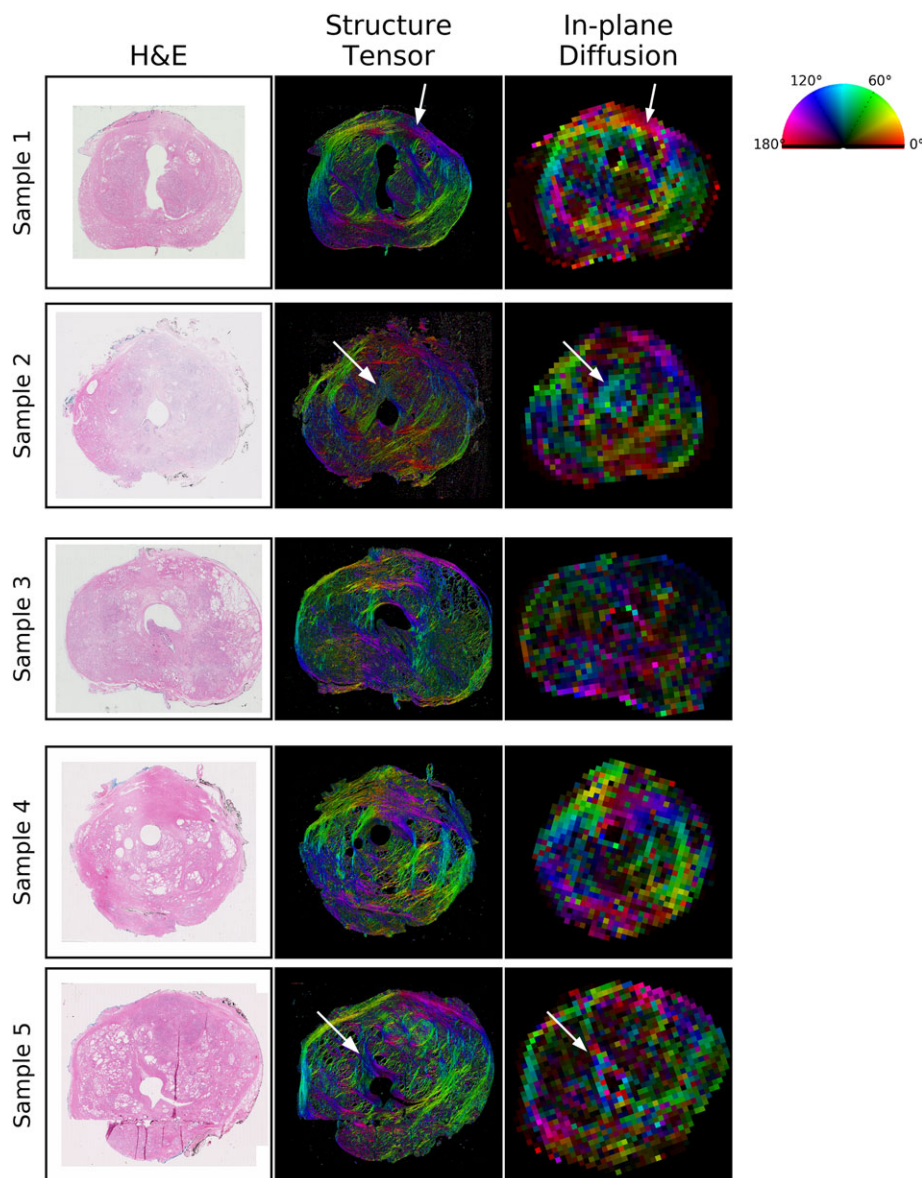 H&E
Structure
Tensor
In-plane
Diffusion
120°
60°
180°
0°
Sample 1
Sample 2
Sample 3
Sample 4
Sample 5